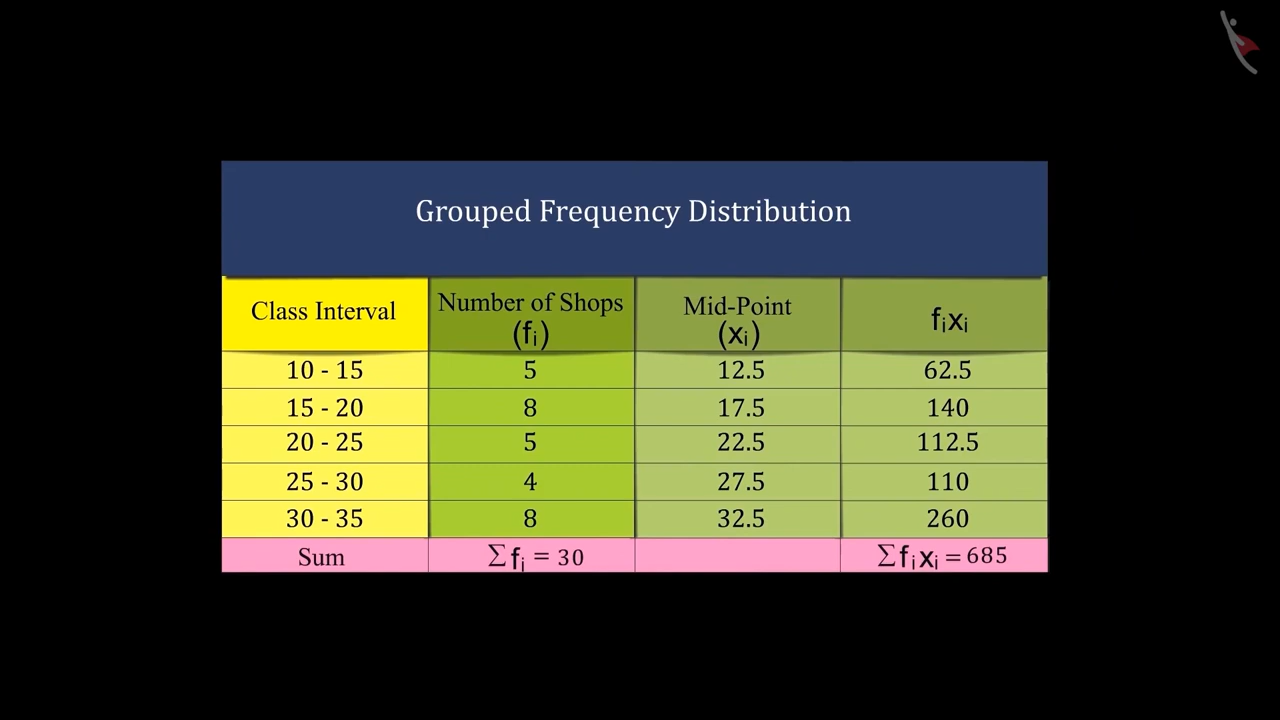 Grouped Frequency Distribution
Class Interval Number of Shops (fᵢ) Mid-Point (xᵢ) fᵢxᵢ
10 - 15 5 12.5 62.5
15 - 20 8 17.5 140
20 - 25 5 22.5 112.5
25 - 30 4 27.5 110
30 - 35 8 32.5 260
Sum ∑fᵢ = 30 ∑fᵢxᵢ = 685